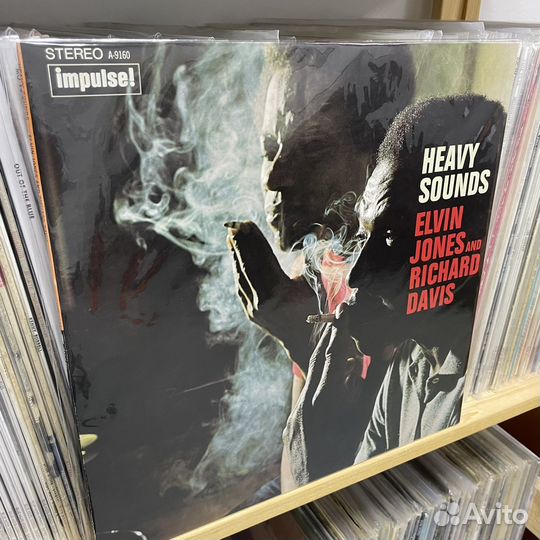 STEREO A-9160
impulse!
HEAVY
SOUNDS
ELVIN
JONES AND
RICHARD
DAVIS
OUT OF THE BLUE
Avito